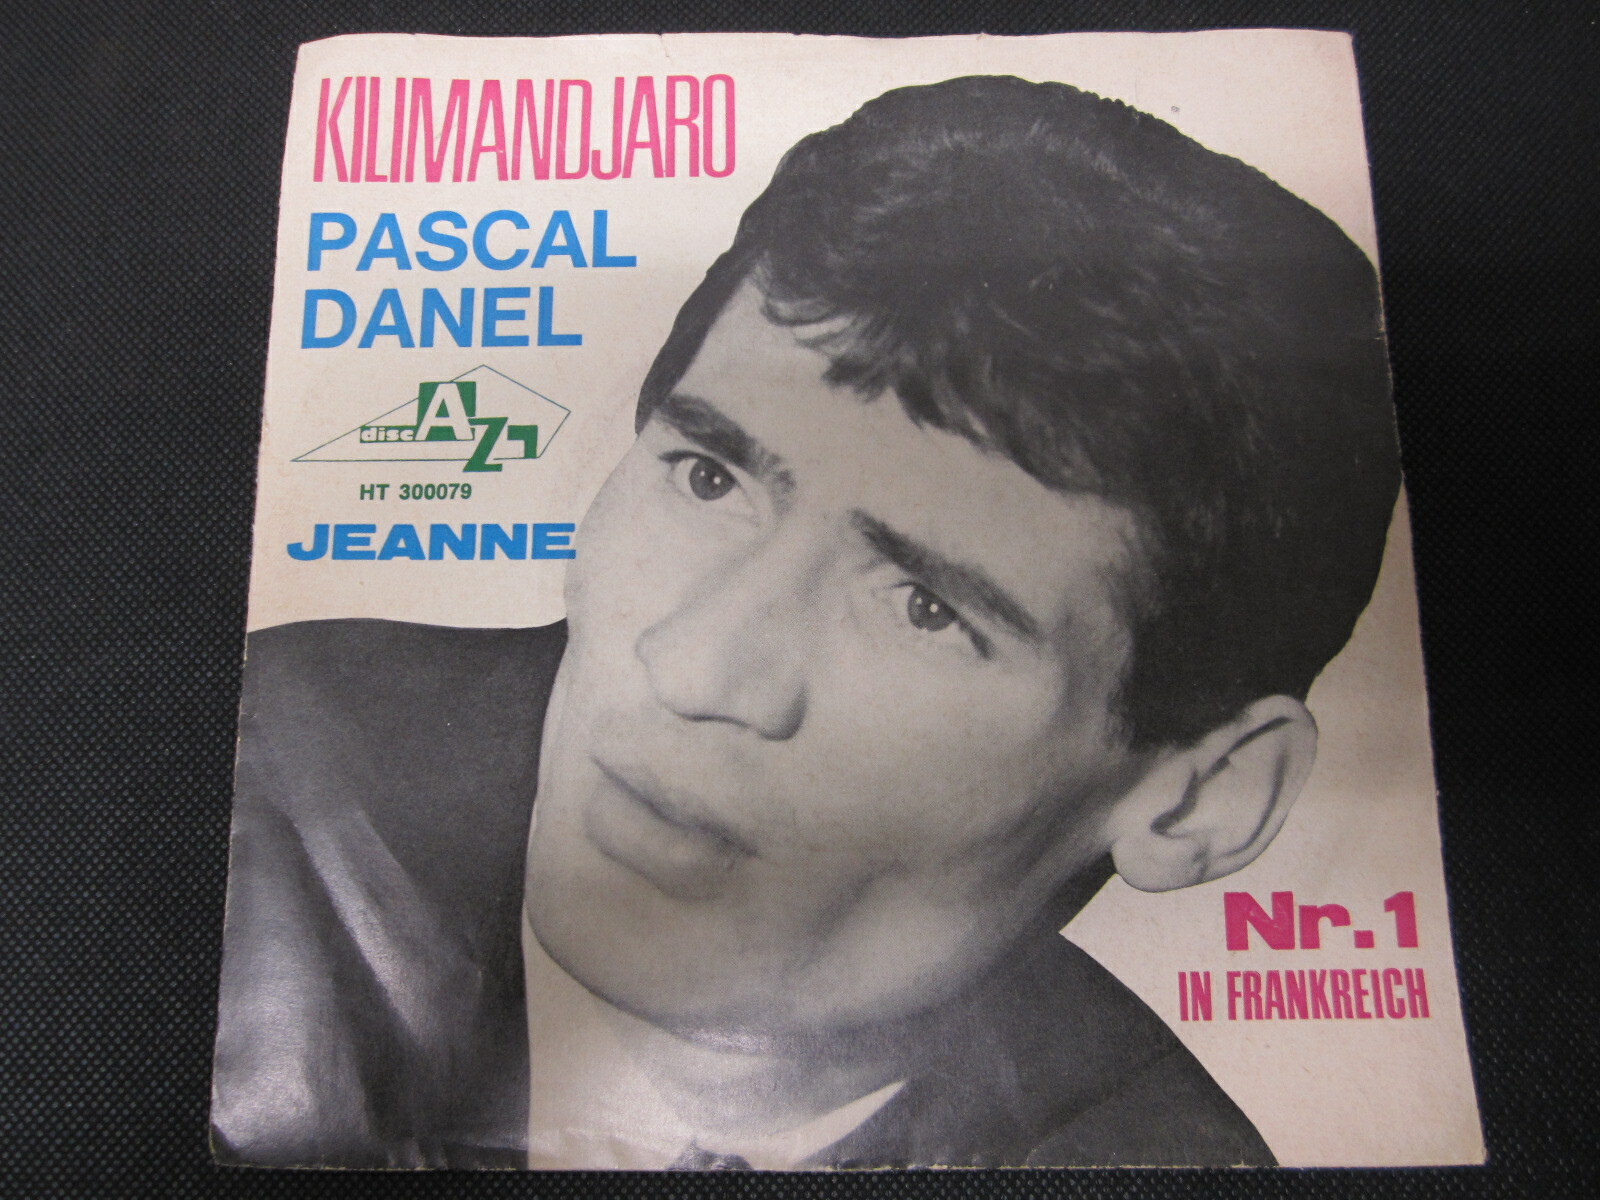 KILIMANDJARO
PASCAL
DANEL
disc AZ
HT 300079
JEANNE
Nr.1
IN FRANKREICH